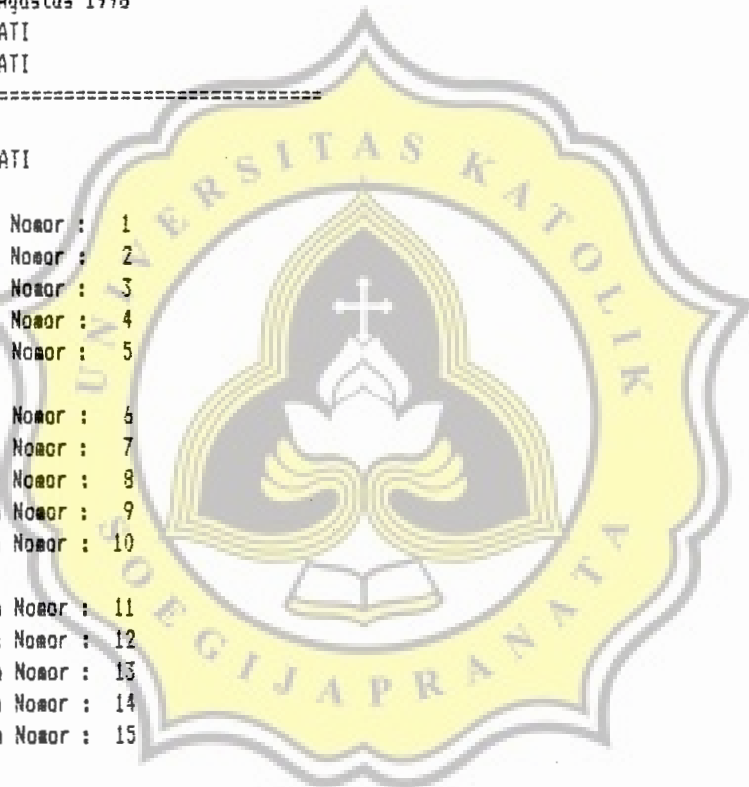 Agustus 1998
ATI
ATI
==============================
ATI
Nomor : 1
Nomor : 2
Nomor : 3
Nomor : 4
Nomor : 5
Nomor : 6
Nomor : 7
Nomor : 8
Nomor : 9
Nomor : 10
Nomor : 11
Nomor : 12
Nomor : 13
Nomor : 14
Nomor : 15
UNIVERSITAS KATOLIK
SOEGIJAPRANATA